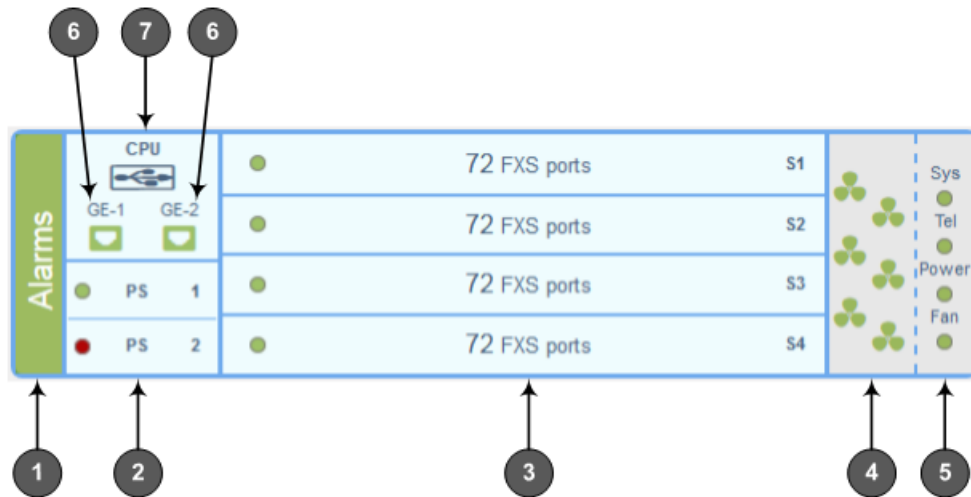 6 7 6
Alarms
CPU
GE-1 GE-2
PS 1
PS 2
72 FXS ports S1
72 FXS ports S2
72 FXS ports S3
72 FXS ports S4
Sys
Tel
Power
Fan
1 2 3 4 5